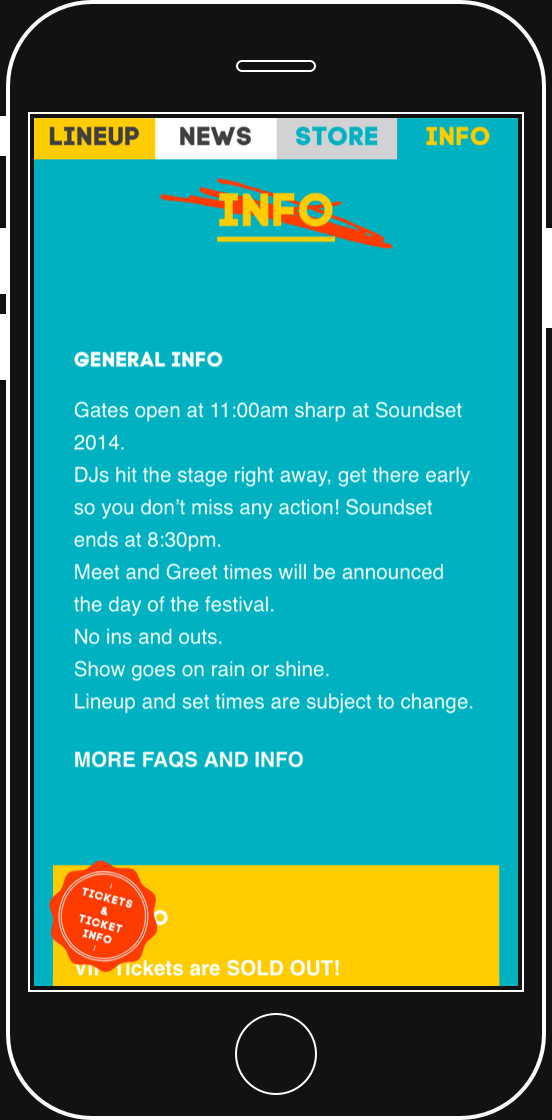 LINEUP NEWS STORE INFO
INFO
GENERAL INFO
Gates open at 11:00am sharp at Soundset
2014.
DJs hit the stage right away, get there early
so you don't miss any action! Soundset
ends at 8:30pm.
Meet and Greet times will be announced
the day of the festival.
No ins and outs.
Show goes on rain or shine.
Lineup and set times are subject to change.
MORE FAQS AND INFO
TICKETS
&
TICKET
INFO
VIP Tickets are SOLD OUT!